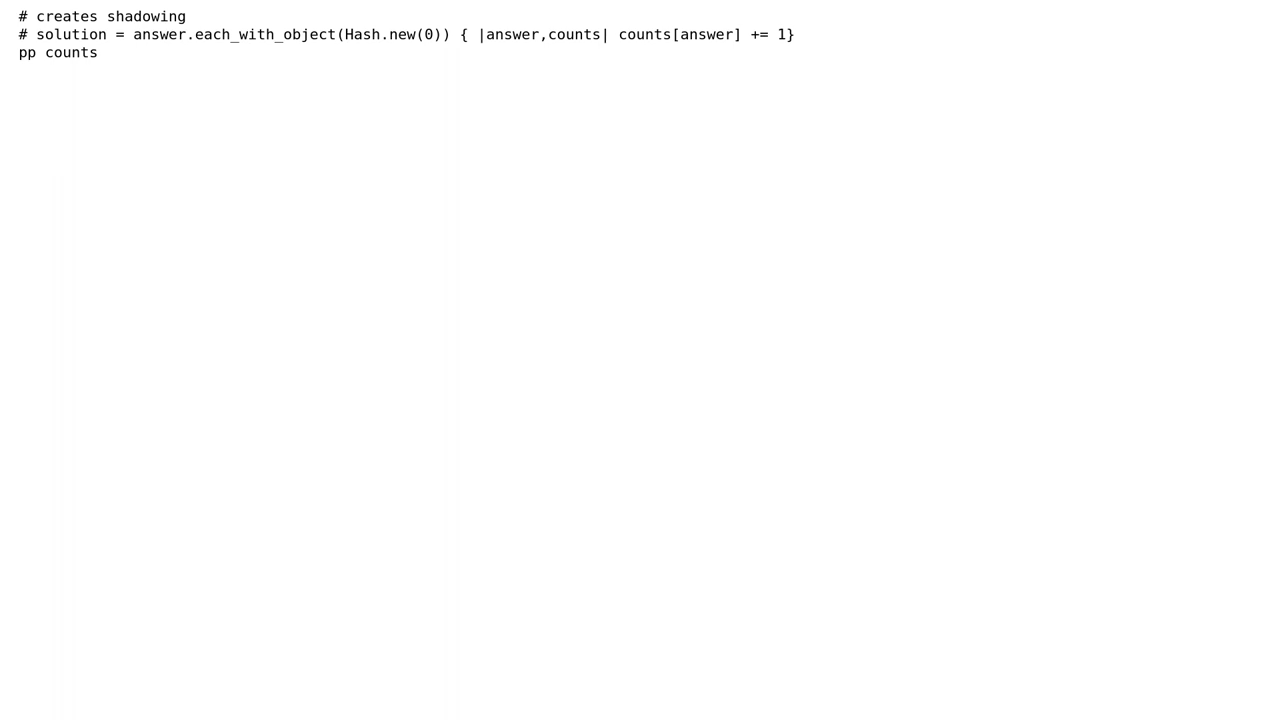 # creates shadowing
# solution = answer.each_with_object(Hash.new(0)) { |answer,counts| counts[answer] += 1}
pp counts